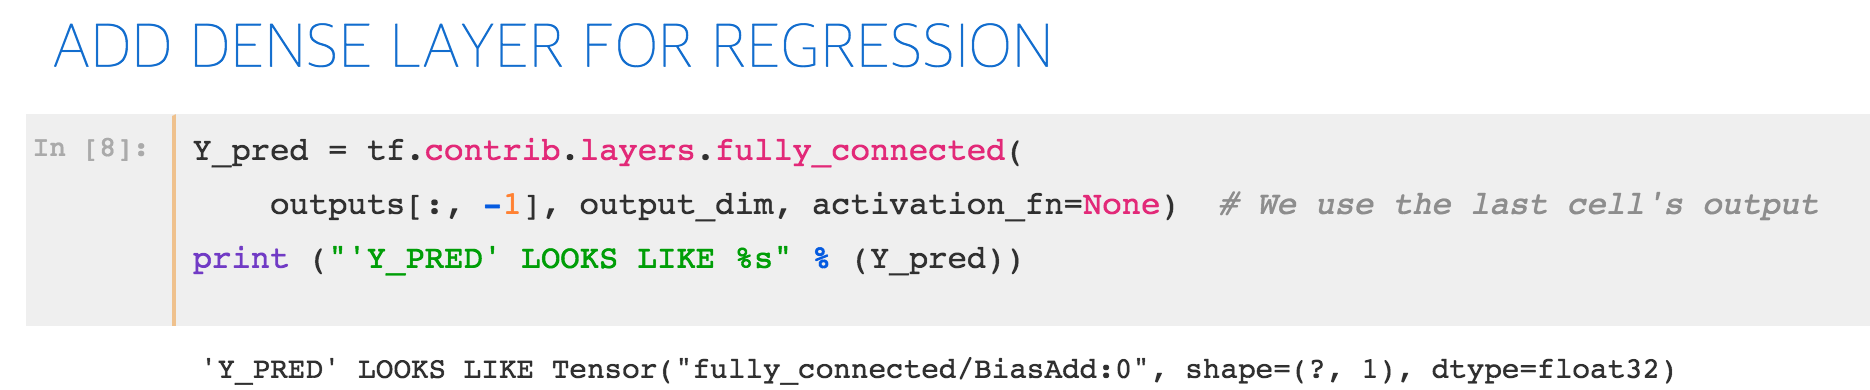 ADD DENSE LAYER FOR REGRESSION
In [8]: Y_pred = tf.contrib.layers.fully_connected(
    outputs[:, -1], output_dim, activation_fn=None)  # We use the last cell's output
print ("'Y_PRED' LOOKS LIKE %s" % (Y_pred))
'Y_PRED' LOOKS LIKE Tensor("fully_connected/BiasAdd:0", shape=(?, 1), dtype=float32)